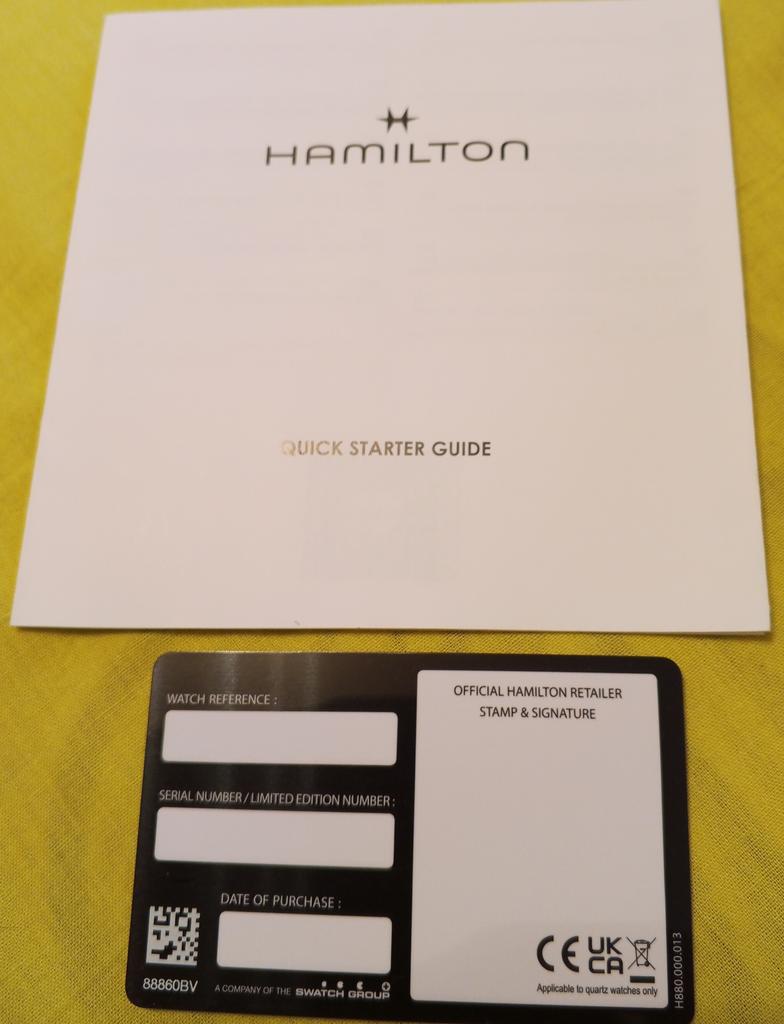 HAMILTON
QUICK STARTER GUIDE
WATCH REFERENCE :
SERIAL NUMBER / LIMITED EDITION NUMBER :
DATE OF PURCHASE :
88860BV
A COMPANY OF THE SWATCH GROUP
OFFICIAL HAMILTON RETAILER
STAMP & SIGNATURE
CE UK
CA
Applicable to quartz watches only
H880.000.013